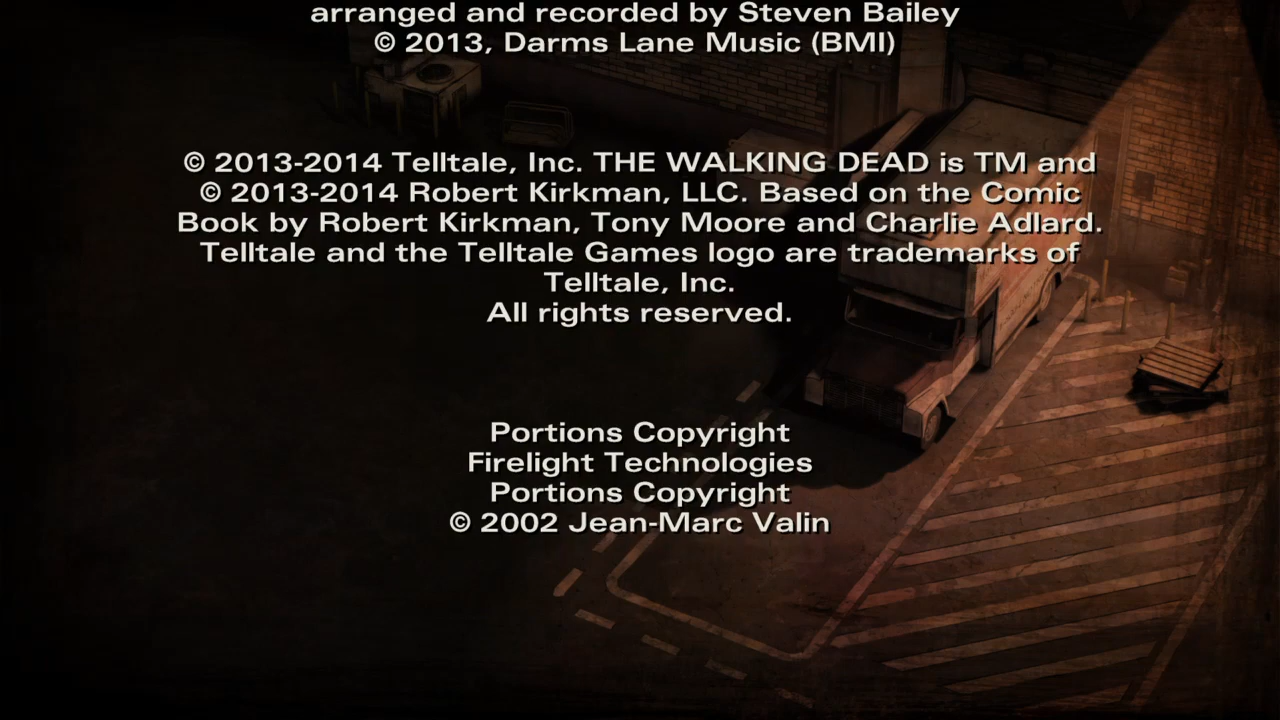 arranged and recorded by Steven Bailey
© 2013, Darms Lane Music (BMI)
© 2013-2014 Telltale, Inc. THE WALKING DEAD is TM and
© 2013-2014 Robert Kirkman, LLC. Based on the Comic
Book by Robert Kirkman, Tony Moore and Charlie Adlard.
Telltale and the Telltale Games logo are trademarks of
Telltale, Inc.
All rights reserved.
Portions Copyright
Firelight Technologies
Portions Copyright
© 2002 Jean-Marc Valin